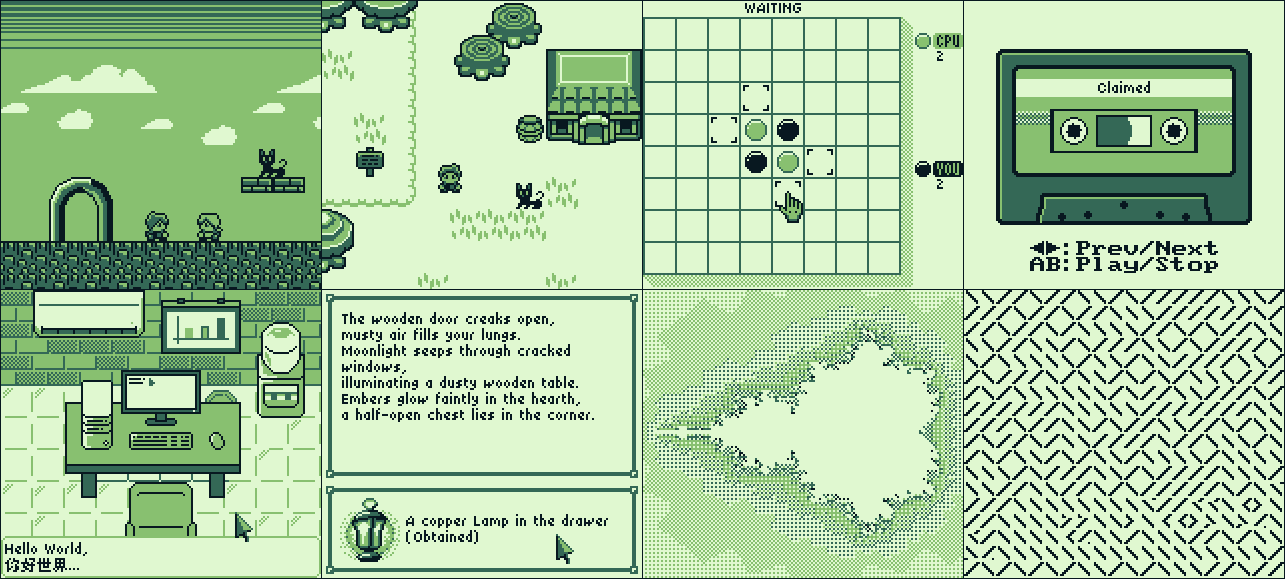 WAITING
CPU
2
YOU
2
Claimed
◀▶: Prev/Next
AB: Play/Stop
Hello World,
你好世界...
The wooden door creaks open,
musty air fills your lungs.
Moonlight seeps through cracked
windows,
illuminating a dusty wooden table.
Embers glow faintly in the hearth,
a half-open chest lies in the corner.
A copper Lamp in the drawer
(Obtained)